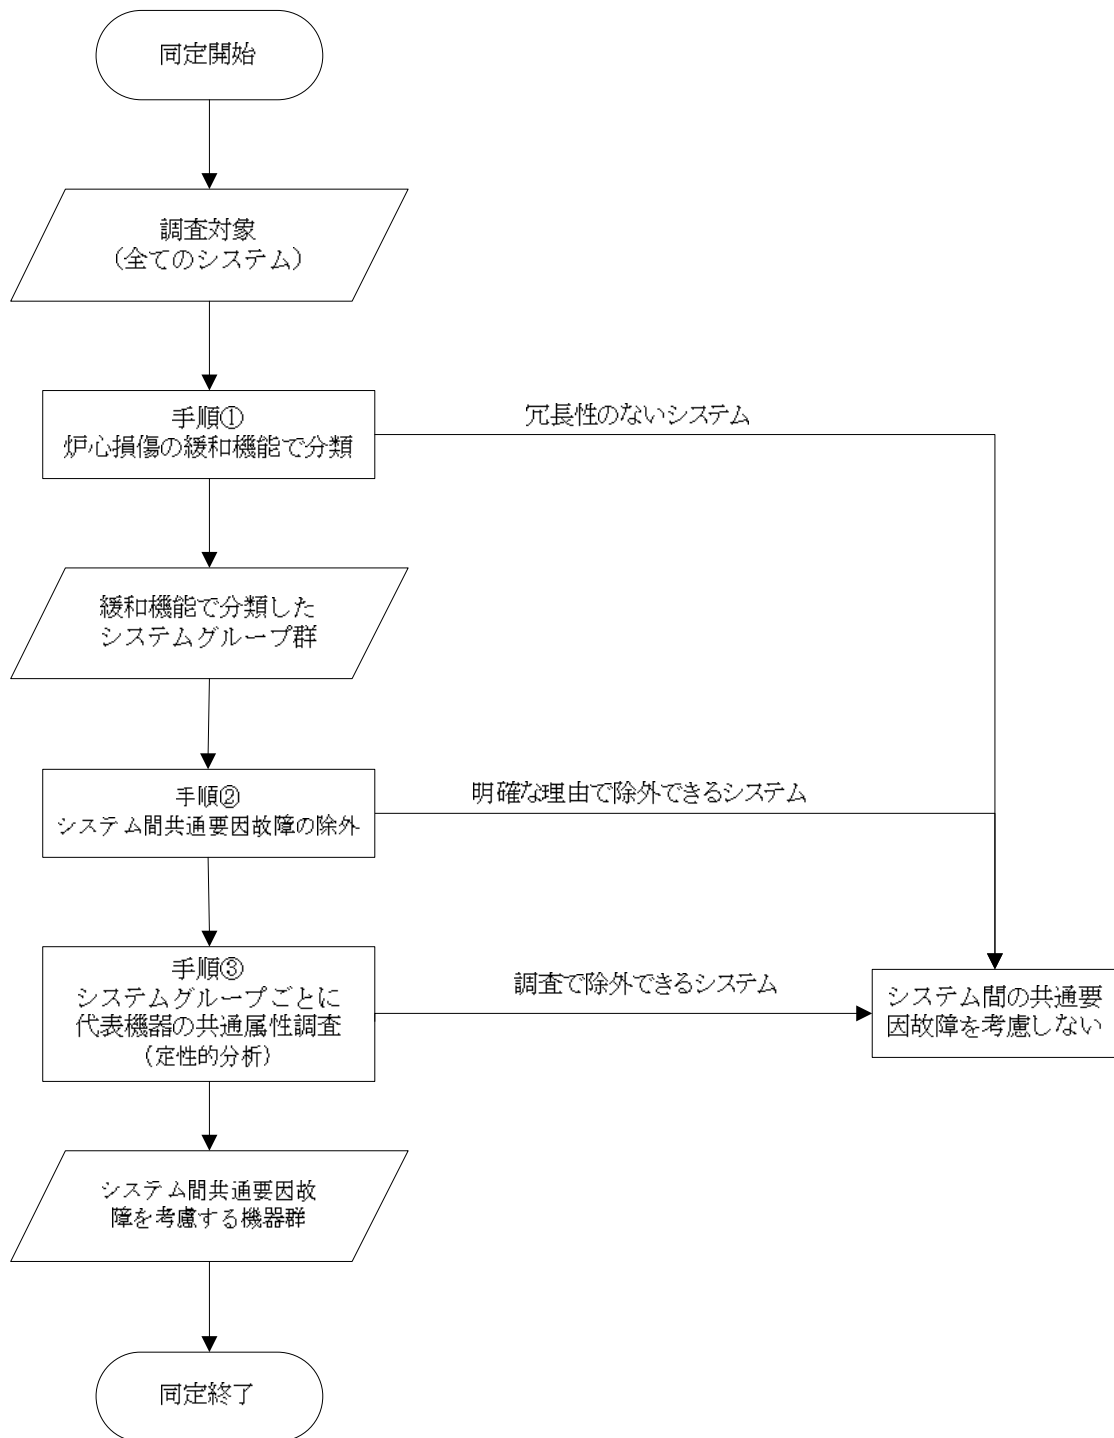 同定開始
調査対象
（全てのシステム）
手順①
炉心損傷の緩和機能で分類
冗長性のないシステム
緩和機能で分類した
システムグループ群
手順②
システム間共通要因故障の除外
明確な理由で除外できるシステム
手順③
システムグループごとに
代表機器の共通属性調査
（定性的分析）
調査で除外できるシステム
システム間の共通要
因故障を考慮しない
システム間共通要因故
障を考慮する機器群
同定終了